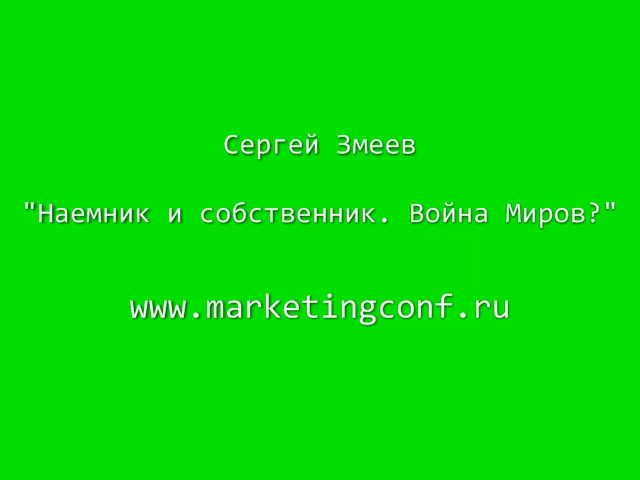 Сергей Змеев
"Наемник и собственник. Война Миров?"
www.marketingconf.ru